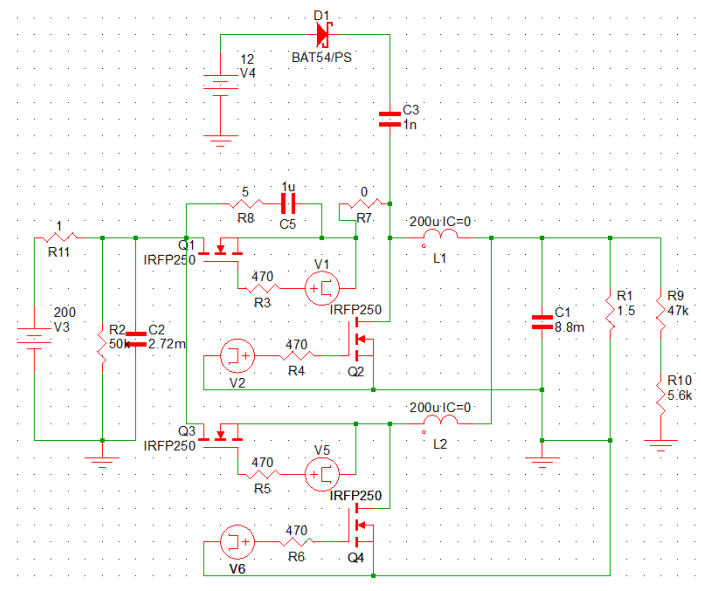 D1
BAT54/PS
12
V4
C3
1n
1u
5
R8
C5
0
R7
200u IC=0
L1
1
R11
Q1
IRFP250
V1
470
R3
IRFP250
200
V3
R2
50k
C2
2.72m
C1
8.8m
R1
1.5
R9
47k
470
R4
V2
Q2
R10
5.6k
200u IC=0
L2
Q3
IRFP250
V5
470
R5
IRFP250
470
R6
V6
Q4